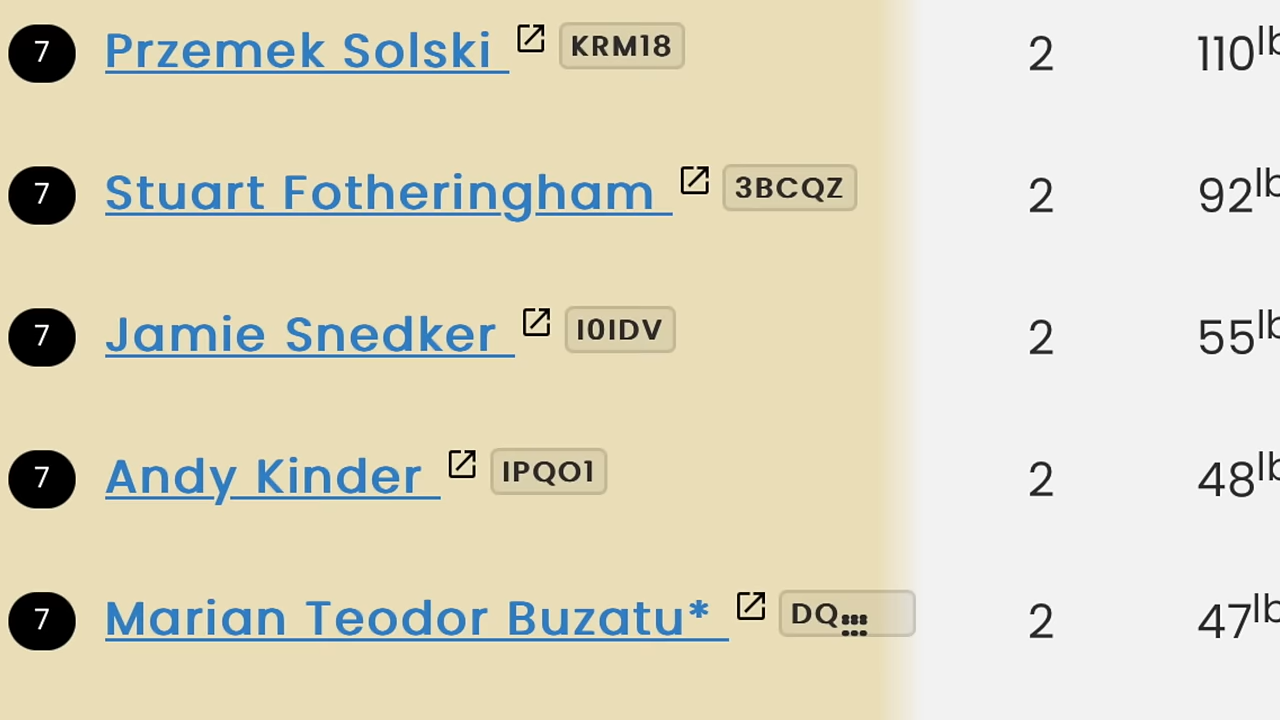 7 Przemek Solski KRM18 2 110lb
7 Stuart Fotheringham 3BCQZ 2 92lb
7 Jamie Snedker I0IDV 2 55lb
7 Andy Kinder IPQO1 2 48lb
7 Marian Teodor Buzatu* DQ 2 47lb